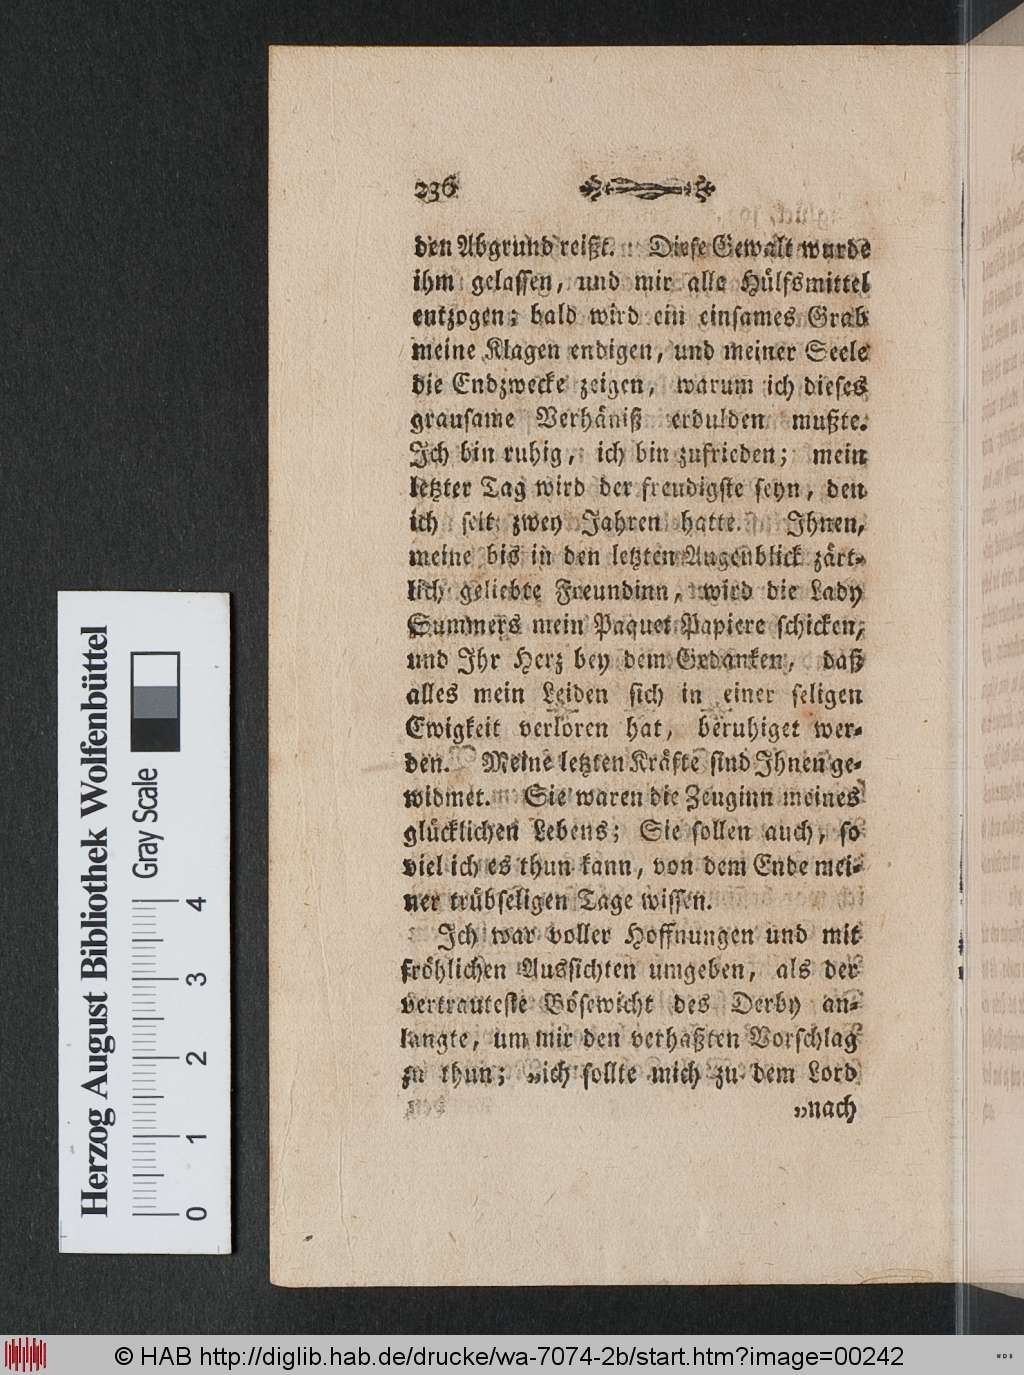 236
den Abgrund reißt. Diese Gewalt wurde
ihm gelassen, und mir alle Hülfsmittel
entzogen; bald wird ein einsames Grab
meine Klagen endigen, und meiner Seele
die Endzwecke zeigen, warum ich dieses
grausame Verhäniß erdulden mußte.
Ich bin ruhig, ich bin zufrieden; mein
letzter Tag wird der freudigste seyn, den
ich seit zwey Jahren hatte. Ihnen,
meine bis in den letzten Augenblick zärt-
lich geliebte Freundinn, wird die Lady
Summers mein Paquet Papiere schicken,
und Ihr Herz bey dem Gedanken, daß
alles mein Leiden sich in einer seligen
Ewigkeit verloren hat, beruhiget wer-
den. Meine letzten Kräfte sind Ihnen ge-
widmet. Sie waren die Zeuginn meines
glücklichen Lebens; Sie sollen auch, so
viel ich es thun kann, von dem Ende mei-
ner trübseligen Tage wissen.
Ich war voller Hoffnungen und mit
fröhlichen Aussichten umgeben, als der
vertrauteste Bösewicht des Derby an-
langte, um mir den verhaßten Vorschlag
zu thun; „ich sollte mich zu dem Lord
„nach
Herzog August Bibliothek Wolfenbüttel
Gray Scale
0 1 2 3 4
© HAB http://diglib.hab.de/drucke/wa-7074-2b/start.htm?image=00242
WDB